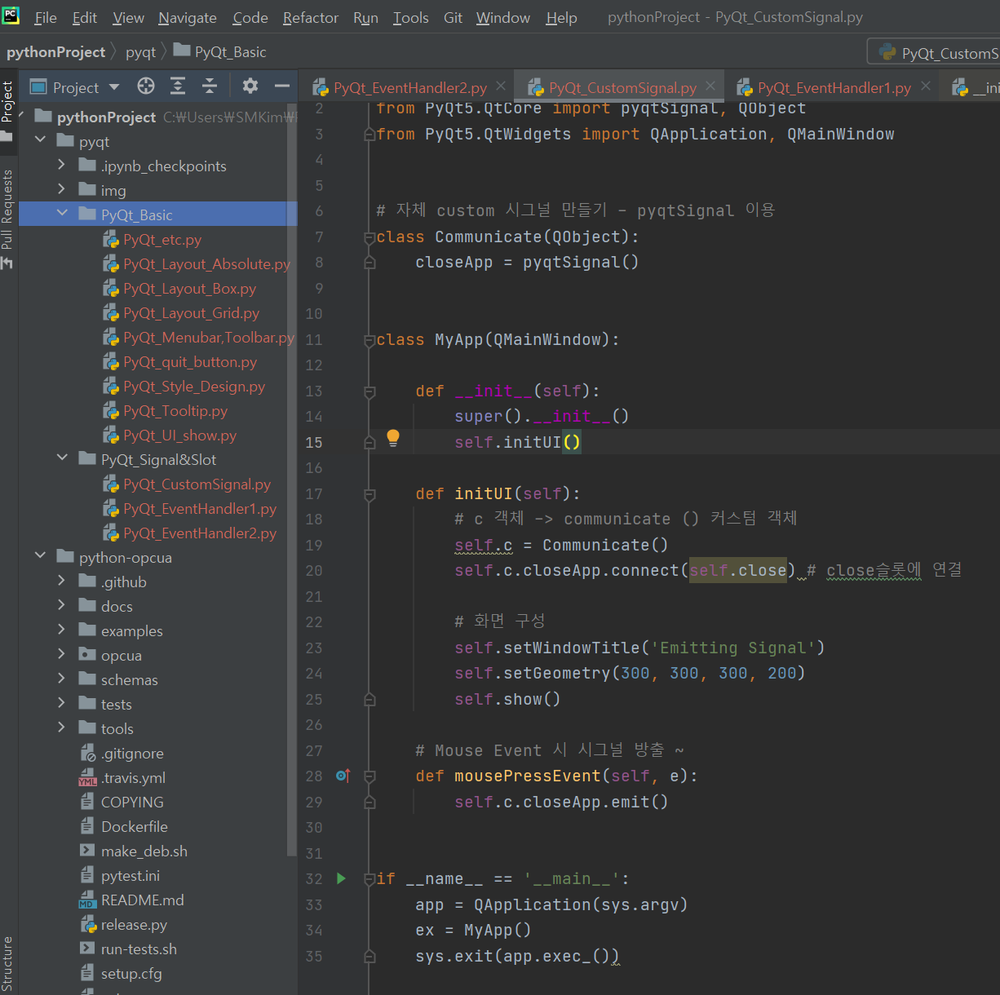 PC
File Edit View Navigate Code Refactor Run Tools Git Window Help pythonProject - PyQt_CustomSignal.py
pythonProject pyqt PyQt_Basic PyQt_CustomS
Project
Pull Requests
Structure
Project
pythonProject C:₩Users₩SMKim₩
pyqt
.ipynb_checkpoints
img
PyQt_Basic
PyQt_etc.py
PyQt_Layout_Absolute.py
PyQt_Layout_Box.py
PyQt_Layout_Grid.py
PyQt_Menubar,Toolbar.py
PyQt_quit_button.py
PyQt_Style_Design.py
PyQt_Tooltip.py
PyQt_UI_show.py
PyQt_Signal&Slot
PyQt_CustomSignal.py
PyQt_EventHandler1.py
PyQt_EventHandler2.py
python-opcua
.github
docs
examples
opcua
schemas
tests
tools
.gitignore
YML .travis.yml
COPYING
Dockerfile
make_deb.sh
pytest.ini
MD README.md
release.py
run-tests.sh
setup.cfg
PyQt_EventHandler2.py PyQt_CustomSignal.py PyQt_EventHandler1.py __ini
2 from PyQt5.QtCore import pyqtSignal, QObject
3 from PyQt5.QtWidgets import QApplication, QMainWindow
4
5
6 # 자체 custom 시그널 만들기 - pyqtSignal 이용
7 class Communicate(QObject):
8 closeApp = pyqtSignal()
9
10
11 class MyApp(QMainWindow):
12
13 def __init__(self):
14 super().__init__()
15 self.initUI()
16
17 def initUI(self):
18 # c 객체 -> communicate () 커스텀 객체
19 self.c = Communicate()
20 self.c.closeApp.connect(self.close) # close슬롯에 연결
21
22 # 화면 구성
23 self.setWindowTitle('Emitting Signal')
24 self.setGeometry(300, 300, 300, 200)
25 self.show()
26
27 # Mouse Event 시 시그널 방출 ~
28 def mousePressEvent(self, e):
29 self.c.closeApp.emit()
30
31
32 if __name__ == '__main__':
33 app = QApplication(sys.argv)
34 ex = MyApp()
35 sys.exit(app.exec_())